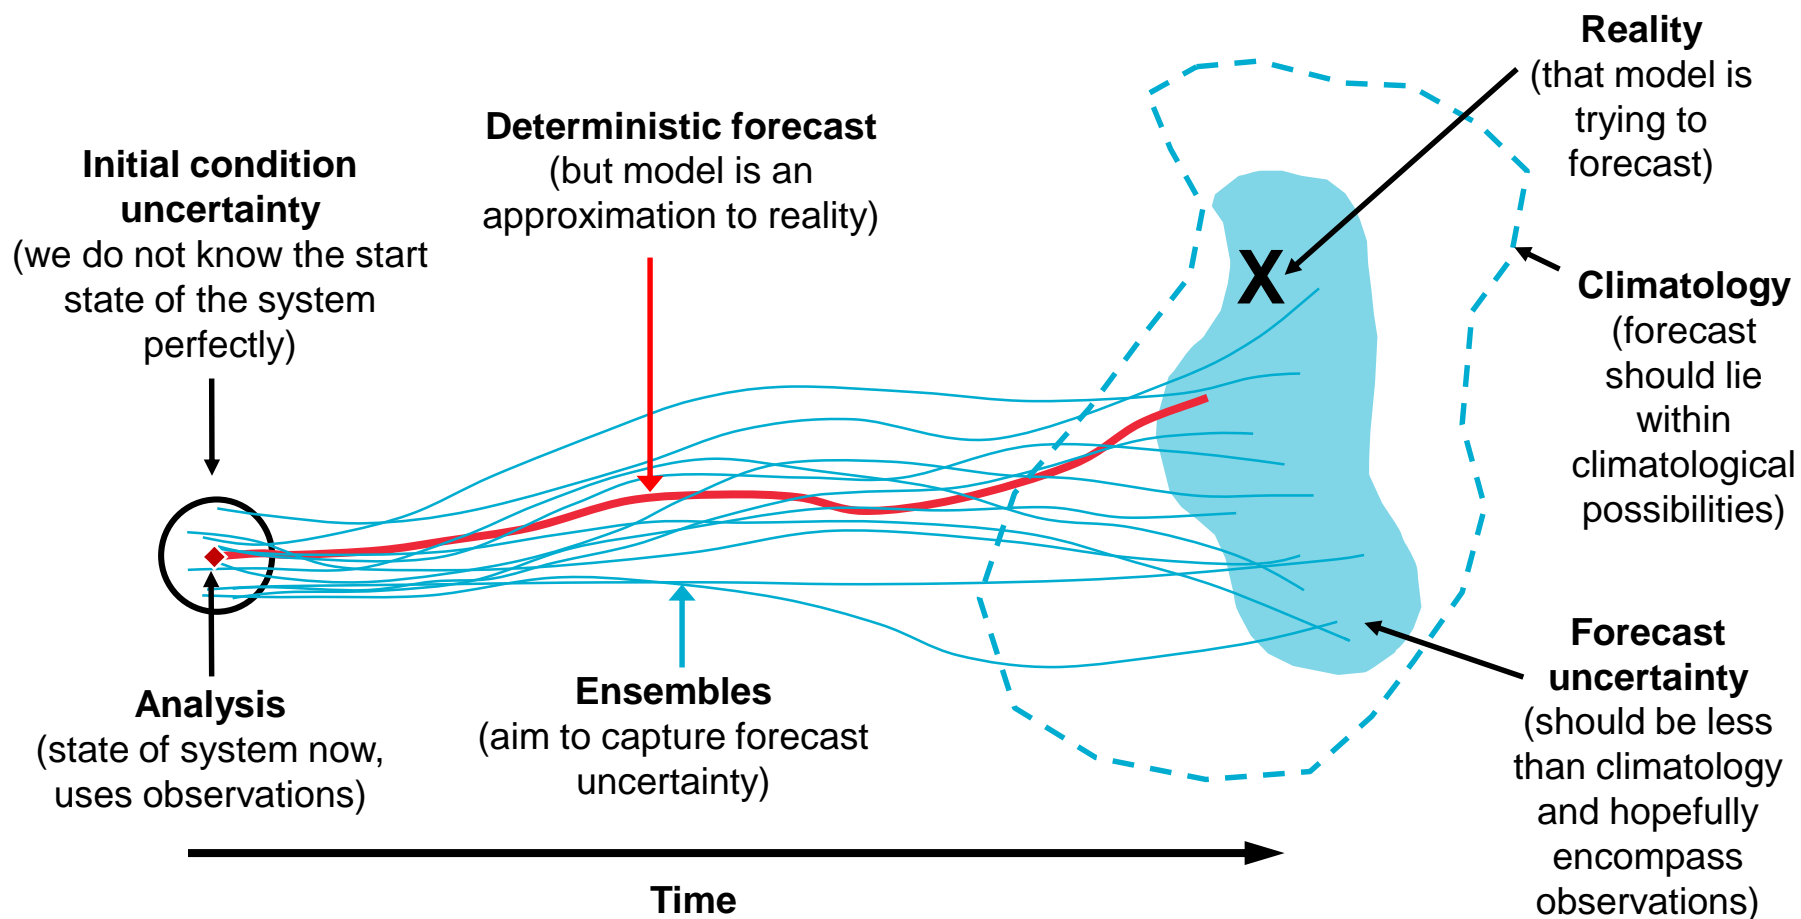 Initial condition
uncertainty
(we do not know the start
state of the system
perfectly)
Deterministic forecast
(but model is an
approximation to reality)
Reality
(that model is
trying to
forecast)
X
Climatology
(forecast
should lie
within
climatological
possibilities)
Analysis
(state of system now,
uses observations)
Ensembles
(aim to capture forecast
uncertainty)
Forecast
uncertainty
(should be less
than climatology
and hopefully
encompass
observations)
Time